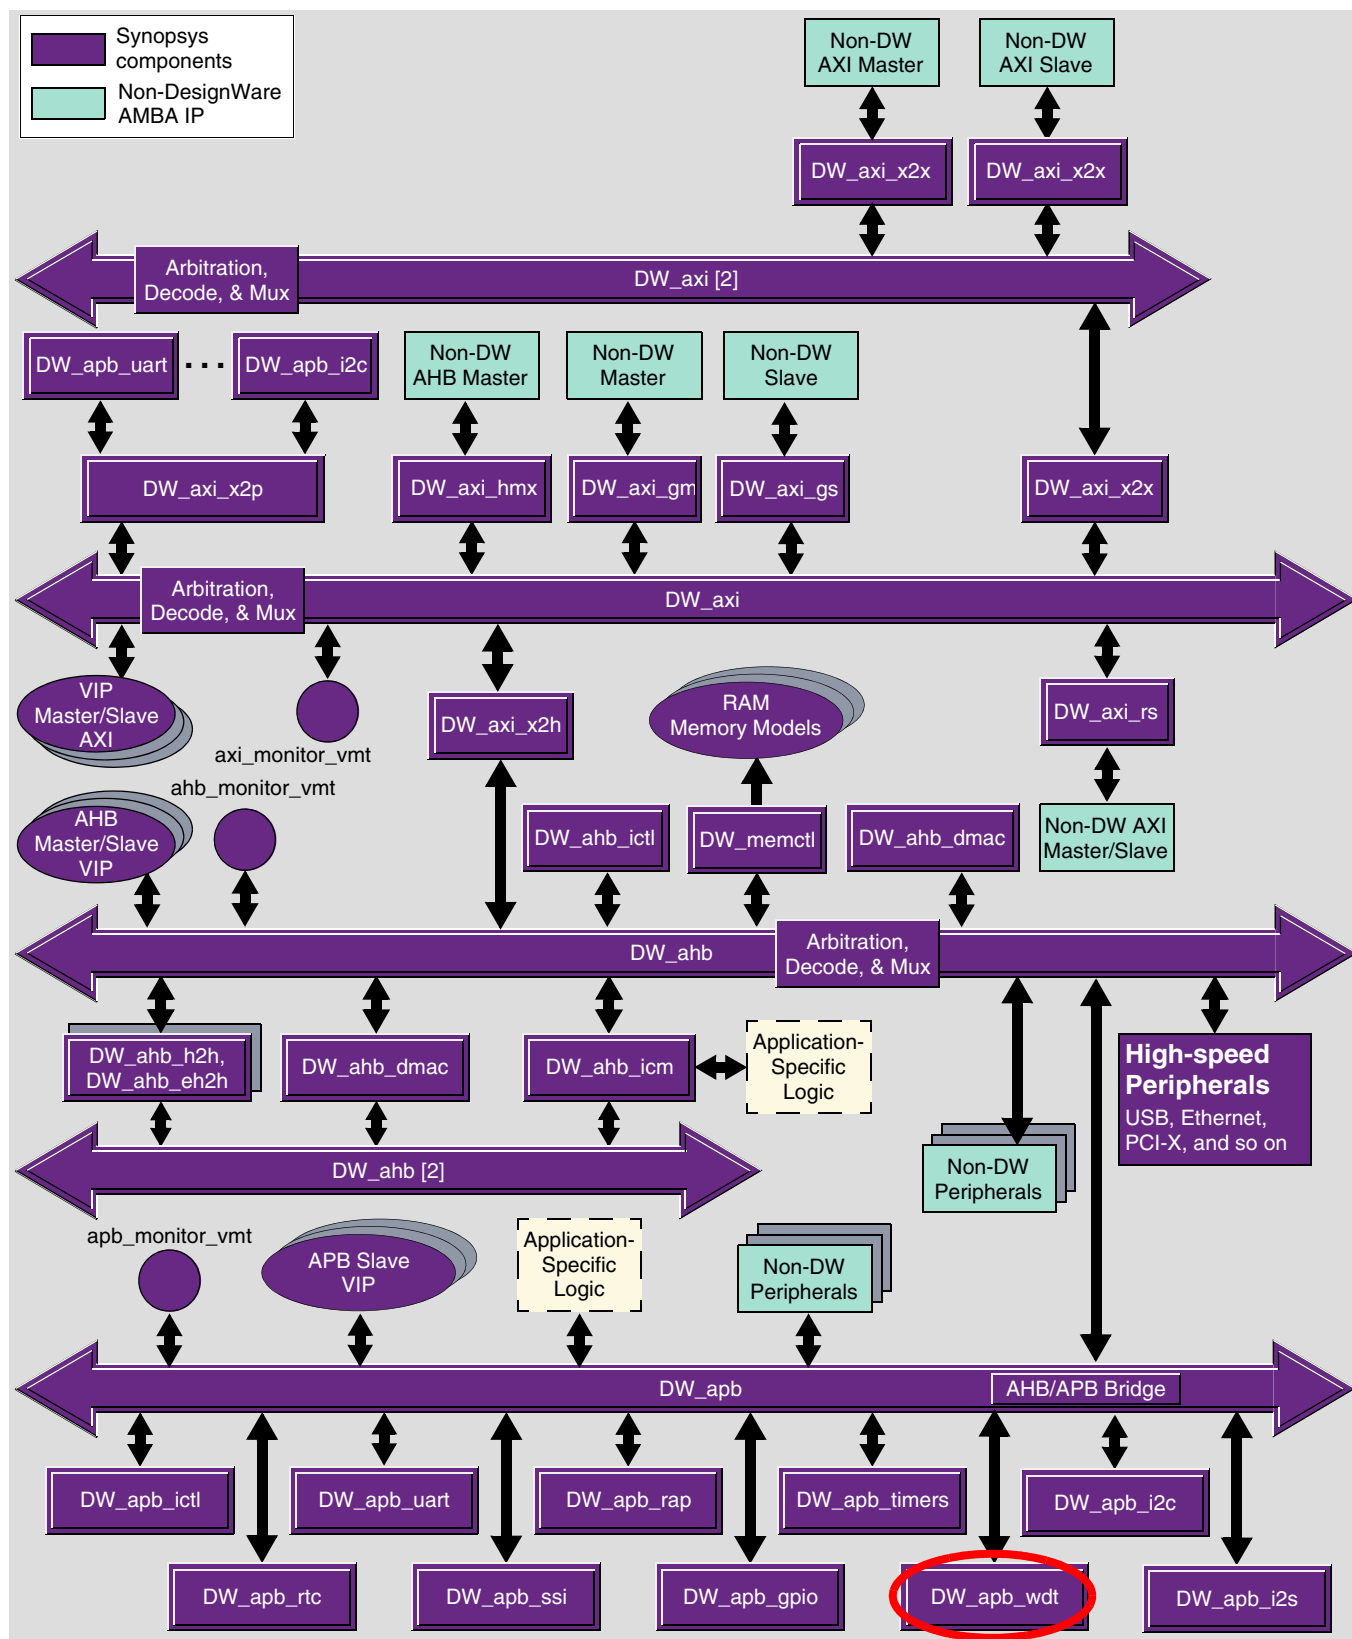 Synopsys
components
Non-DesignWare
AMBA IP
Non-DW
AXI Master
Non-DW
AXI Slave
DW_axi_x2x
DW_axi_x2x
Arbitration,
Decode, & Mux
DW_axi [2]
DW_apb_uart
. . .
DW_apb_i2c
Non-DW
AHB Master
Non-DW
Master
Non-DW
Slave
DW_axi_x2p
DW_axi_hmx
DW_axi_gm
DW_axi_gs
DW_axi_x2x
Arbitration,
Decode, & Mux
DW_axi
VIP
Master/Slave
AXI
axi_monitor_vmt
DW_axi_x2h
RAM
Memory Models
DW_axi_rs
ahb_monitor_vmt
AHB
Master/Slave
VIP
DW_ahb_ictl
DW_memctl
DW_ahb_dmac
Non-DW AXI
Master/Slave
DW_ahb
Arbitration,
Decode, & Mux
DW_ahb_h2h,
DW_ahb_eh2h
DW_ahb_dmac
DW_ahb_icm
Application-
Specific
Logic
High-speed
Peripherals
USB, Ethernet,
PCI-X, and so on
DW_ahb [2]
Non-DW
Peripherals
apb_monitor_vmt
APB Slave
VIP
Application-
Specific
Logic
Non-DW
Peripherals
DW_apb
AHB/APB Bridge
DW_apb_ictl
DW_apb_uart
DW_apb_rap
DW_apb_timers
DW_apb_i2c
DW_apb_rtc
DW_apb_ssi
DW_apb_gpio
DW_apb_wdt
DW_apb_i2s